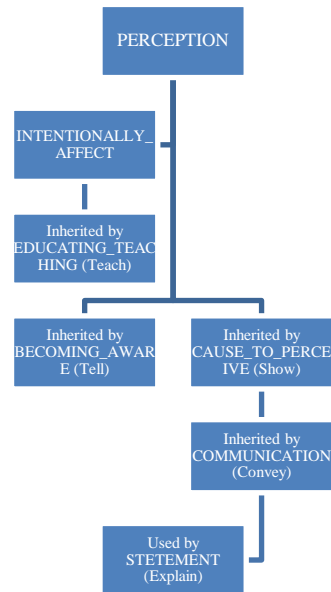 PERCEPTION
INTENTIONALLY_
AFFECT
Inherited by
EDUCATING_TEAC
HING (Teach)
Inherited by
BECOMING_AWAR
E (Tell)
Inherited by
CAUSE_TO_PERCE
IVE (Show)
Inherited by
COMMUNICATION
(Convey)
Used by
STETEMENT
(Explain)